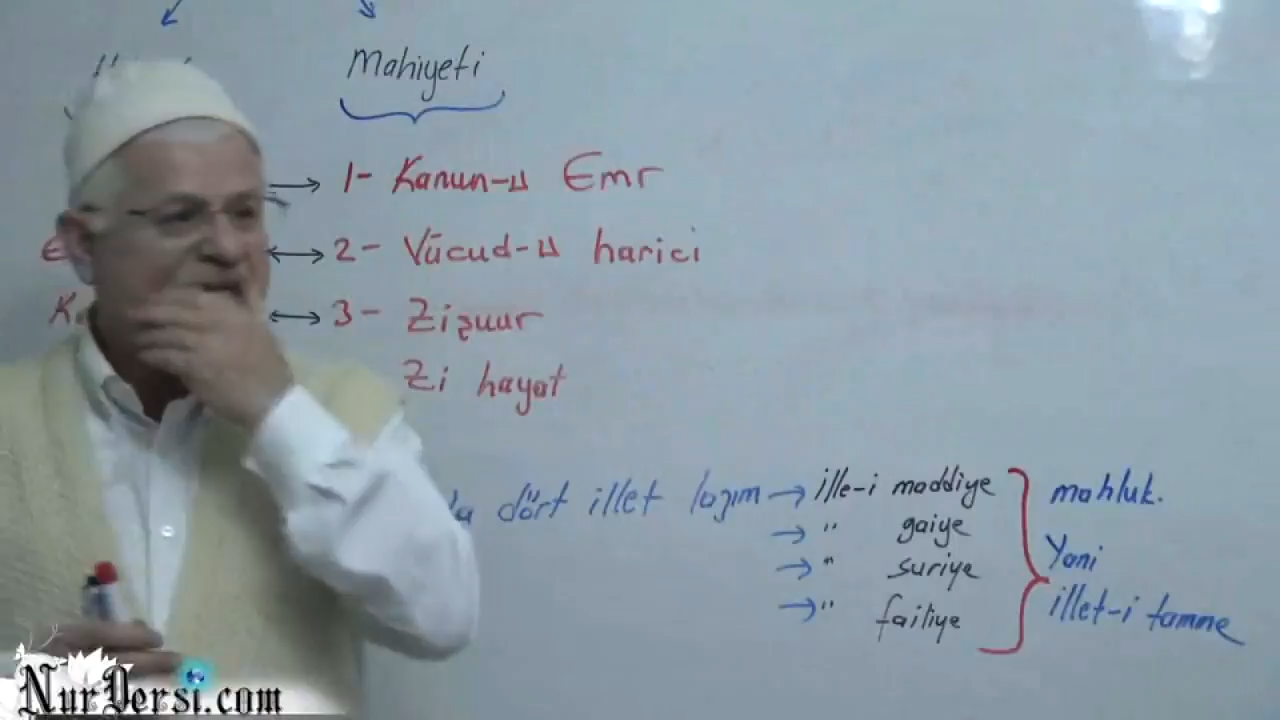 Mahiyeti
1- Kanun-u Emr
2- Vücud-u harici
3- Zişuur
Zi hayat
dört illet lazım → ille-i maddiye
→ " gaiye
→ " suriye
→ " failiye
mahluk.
Yani
illet-i tamme
NurDersi.com